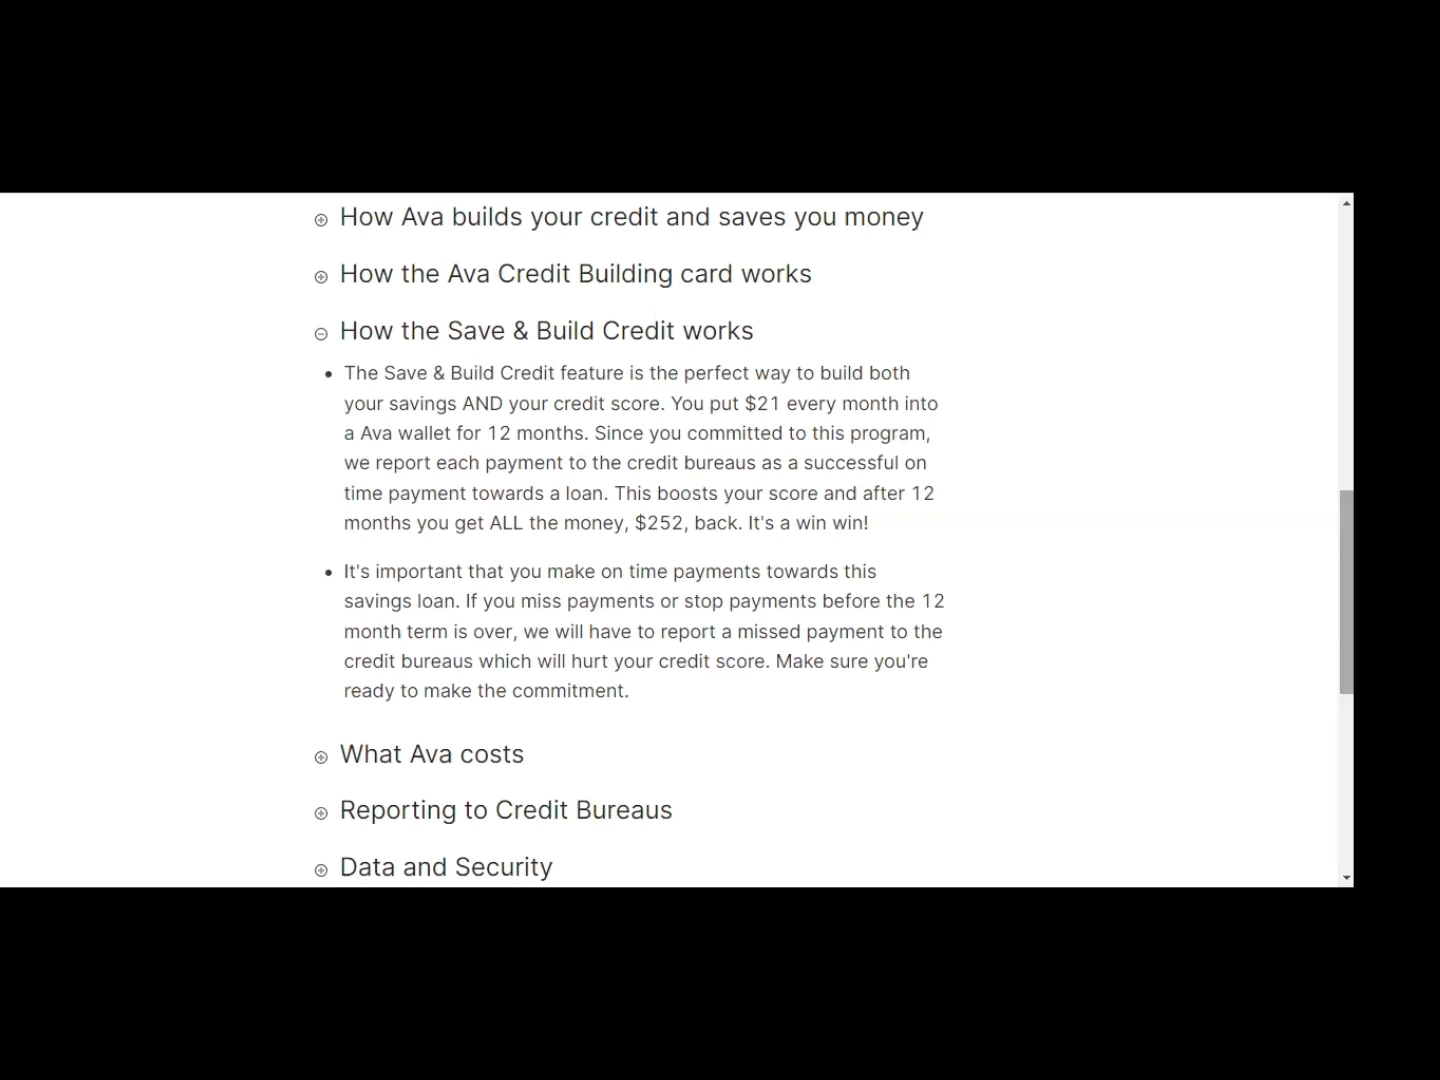 How Ava builds your credit and saves you money
How the Ava Credit Building card works
How the Save & Build Credit works
• The Save & Build Credit feature is the perfect way to build both
your savings AND your credit score. You put $21 every month into
a Ava wallet for 12 months. Since you committed to this program,
we report each payment to the credit bureaus as a successful on
time payment towards a loan. This boosts your score and after 12
months you get ALL the money, $252, back. It's a win win!
• It's important that you make on time payments towards this
savings loan. If you miss payments or stop payments before the 12
month term is over, we will have to report a missed payment to the
credit bureaus which will hurt your credit score. Make sure you're
ready to make the commitment.
What Ava costs
Reporting to Credit Bureaus
Data and Security